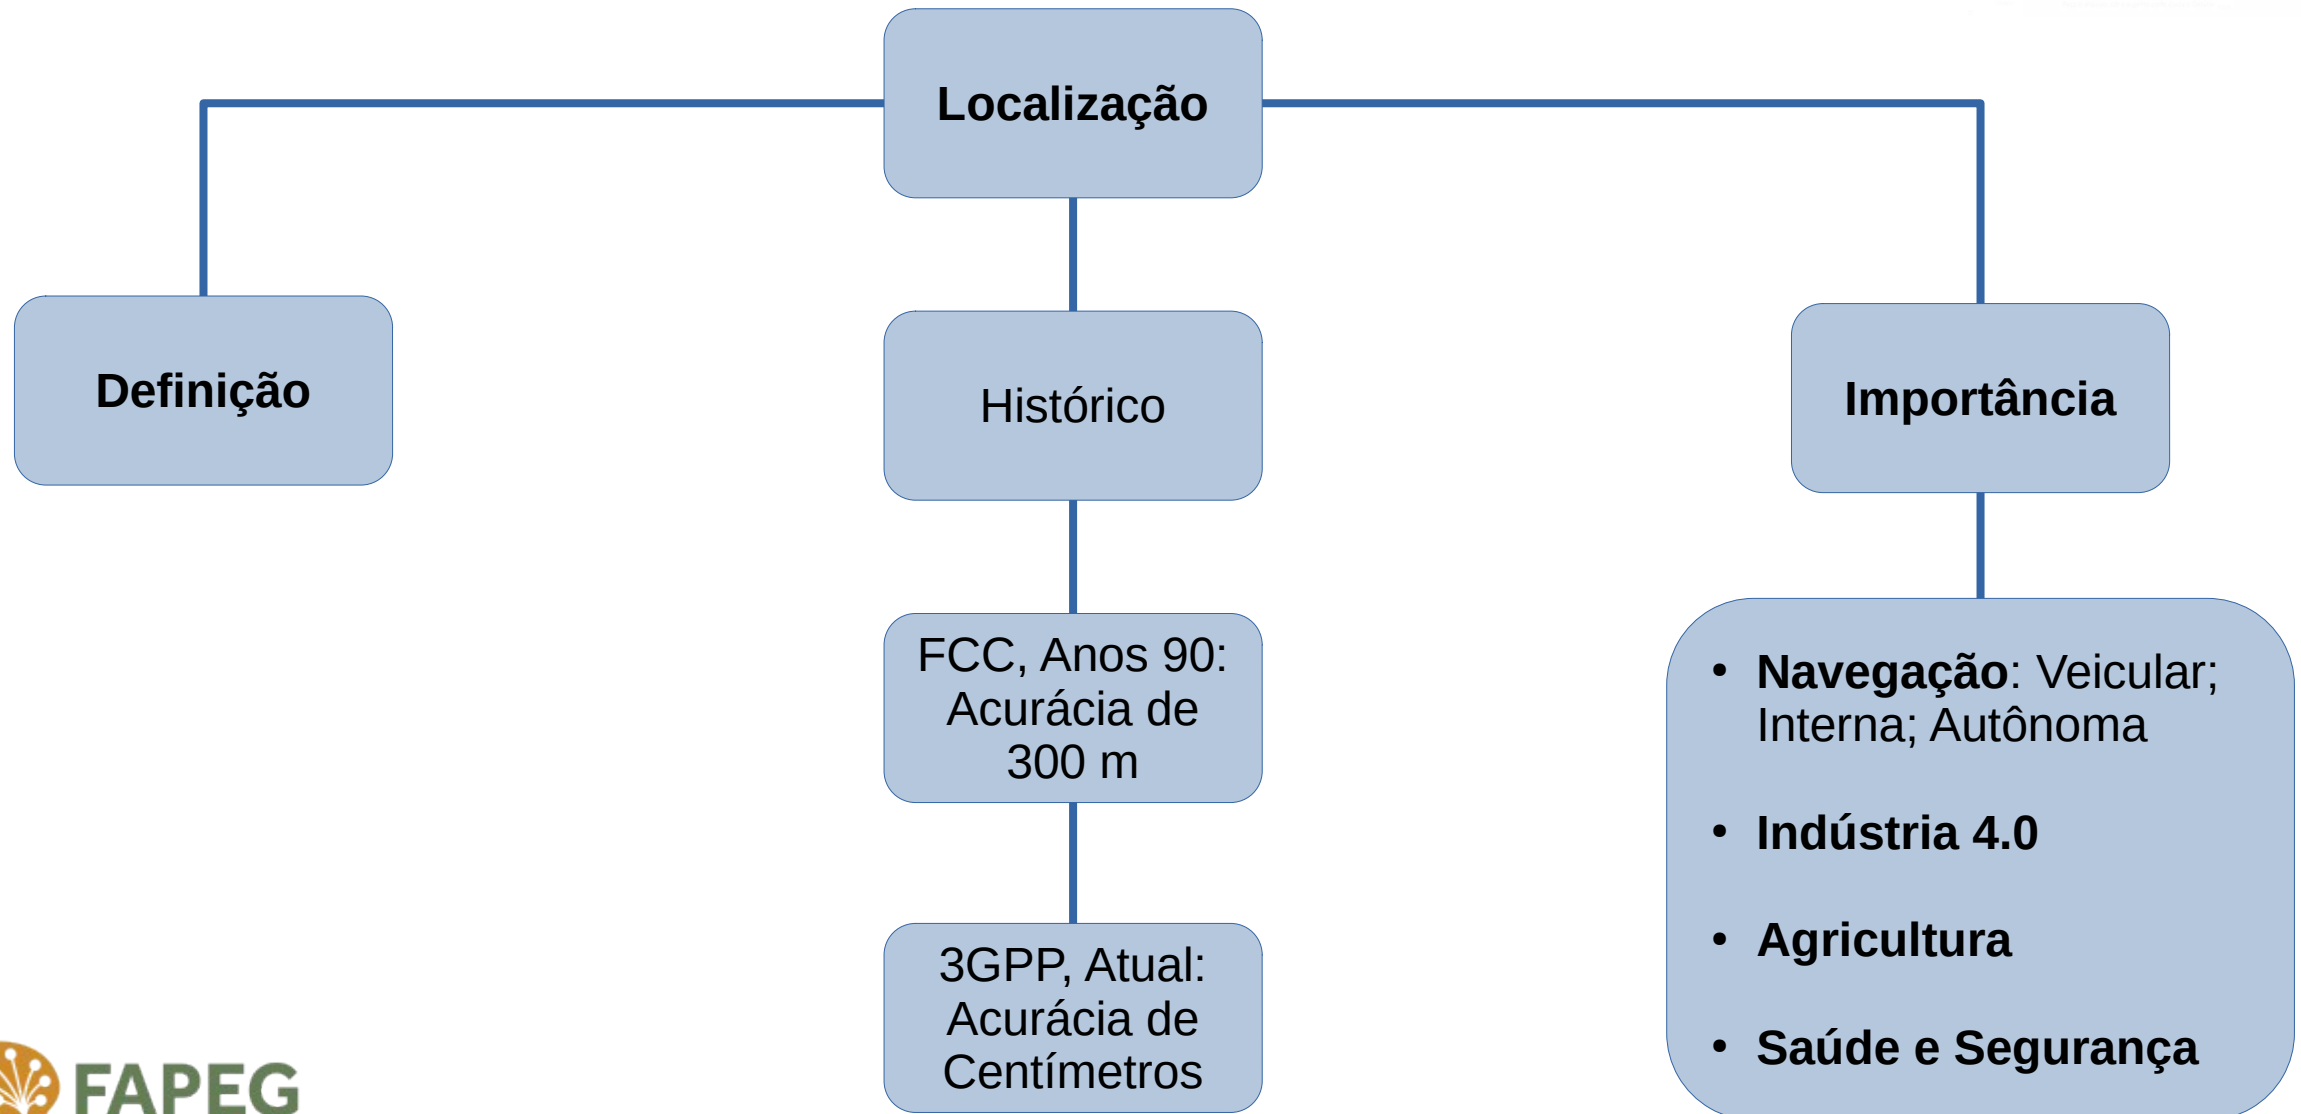 Localização
Definição
Histórico
Importância
FCC, Anos 90:
Acurácia de
300 m
3GPP, Atual:
Acurácia de
Centímetros
• Navegação: Veicular;
Interna; Autônoma
• Indústria 4.0
• Agricultura
• Saúde e Segurança
FAPEG